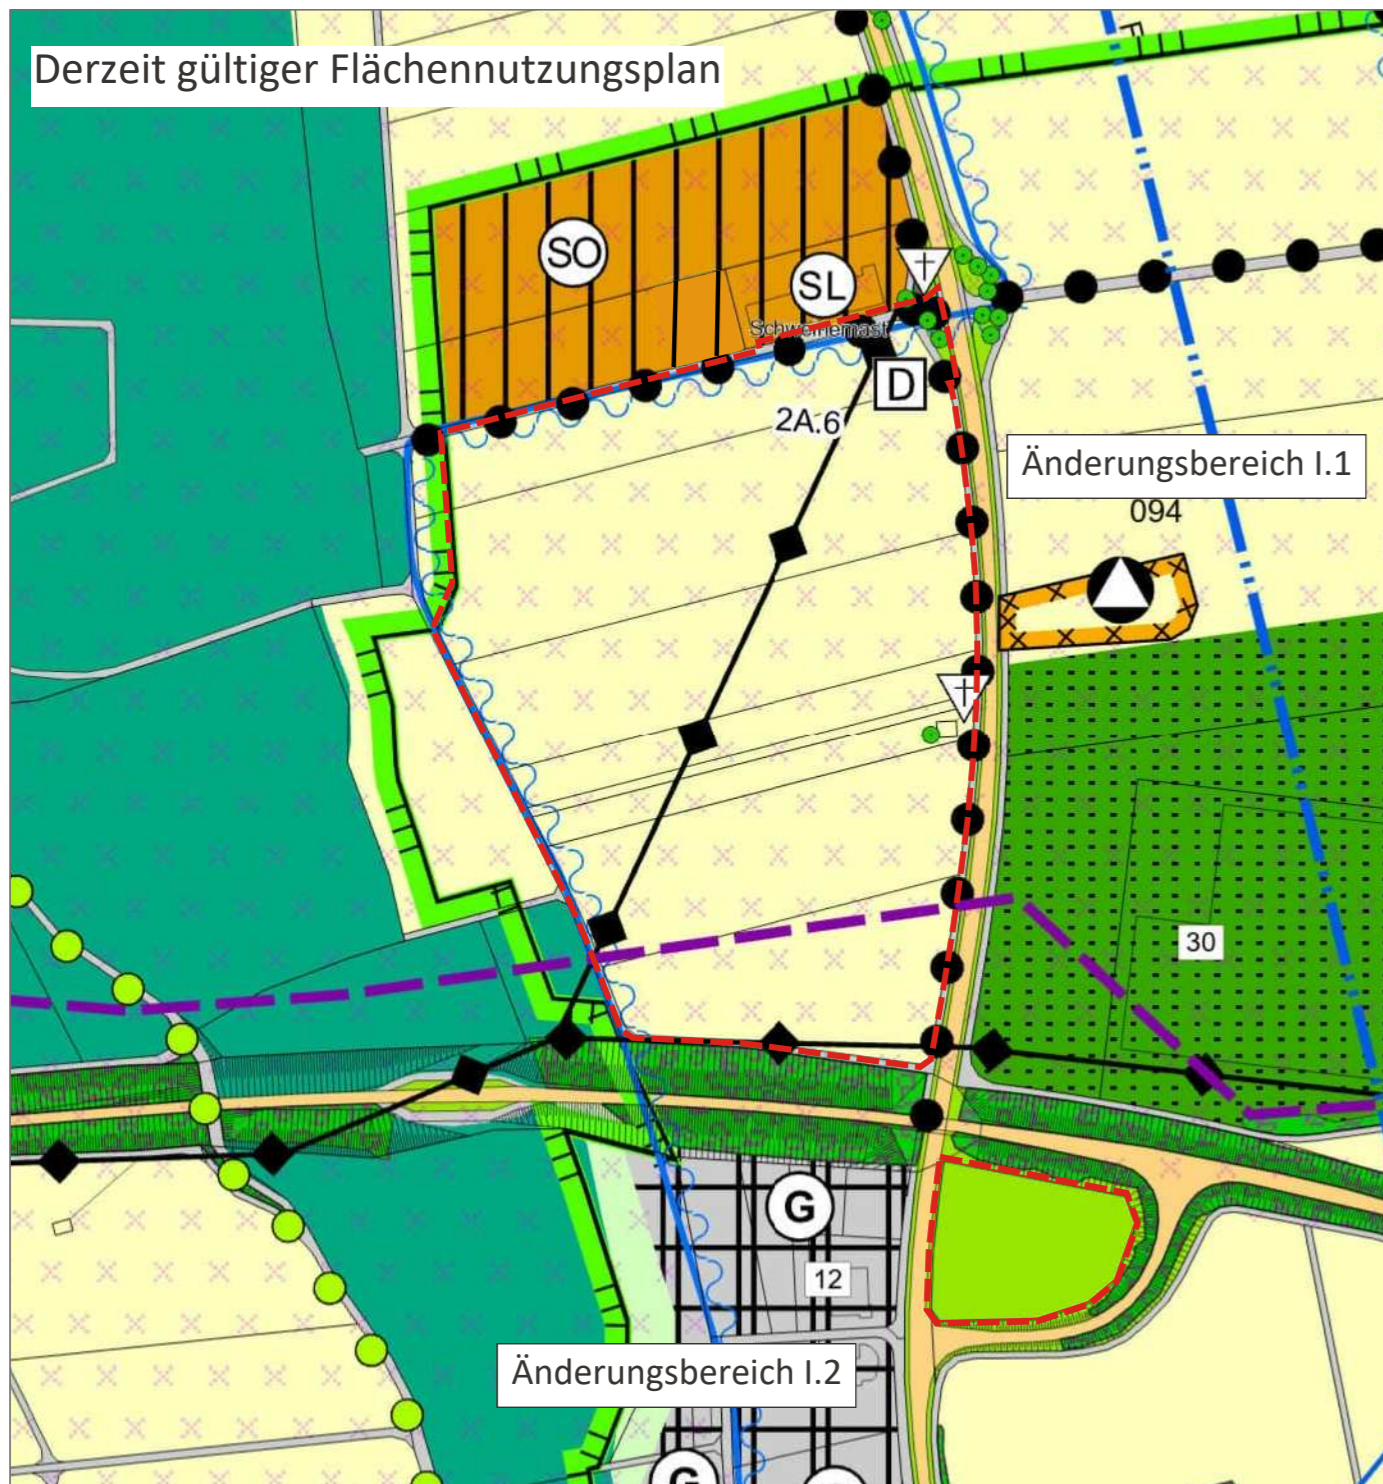 Derzeit gültiger Flächennutzungsplan
SO
SL
Schweinemast
D
2A.6
Änderungsbereich I.1
094
30
G
12
Änderungsbereich I.2
G